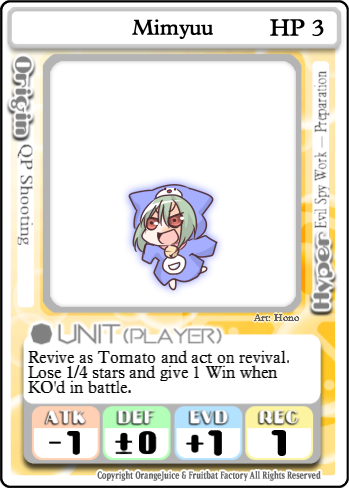 Mimyuu HP 3
Origin QP Shooting
Hyper Evil Spy Work — Preparation
Art: Hono
UNIT(PLAYER)
Revive as Tomato and act on revival.
Lose 1/4 stars and give 1 Win when
KO'd in battle.
ATK DEF EVD REC
-1 ±0 +1 1
Copyright OrangeJuice & Fruitbat Factory All Rights Reserved